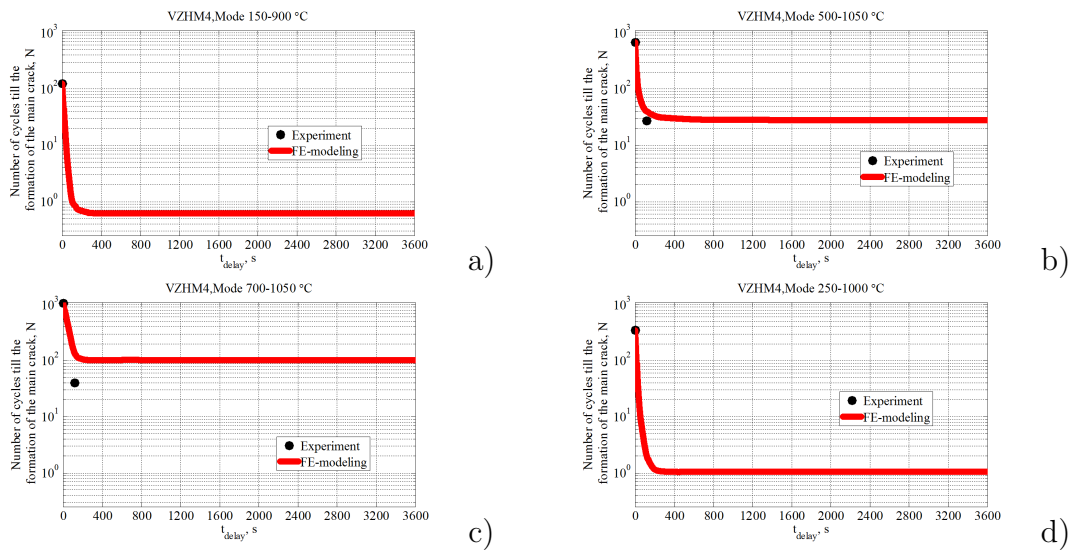 VZHM4,Mode 150-900 °C
Number of cycles till the
formation of the main crack, N
10³
10²
10¹
10⁰
Experiment
FE-modeling
0 400 800 1200 1600 2000 2400 2800 3200 3600
t_delay, s
a)
VZHM4,Mode 500-1050 °C
Number of cycles till the
formation of the main crack, N
10³
10²
10¹
10⁰
Experiment
FE-modeling
0 400 800 1200 1600 2000 2400 2800 3200 3600
t_delay, s
b)
VZHM4,Mode 700-1050 °C
Number of cycles till the
formation of the main crack, N
10³
10²
10¹
10⁰
Experiment
FE-modeling
0 400 800 1200 1600 2000 2400 2800 3200 3600
t_delay, s
c)
VZHM4,Mode 250-1000 °C
Number of cycles till the
formation of the main crack, N
10³
10²
10¹
10⁰
Experiment
FE-modeling
0 400 800 1200 1600 2000 2400 2800 3200 3600
t_delay, s
d)